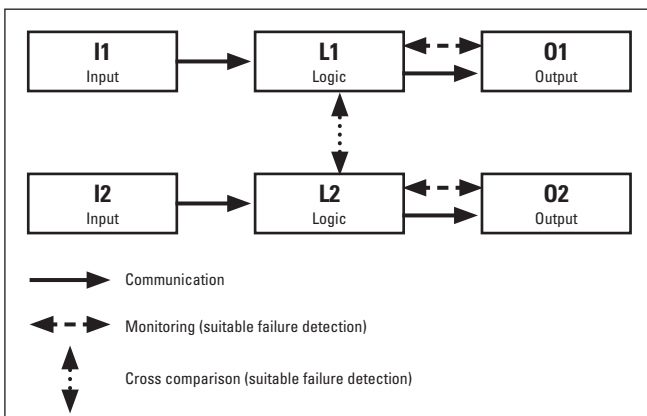 I1
Input
L1
Logic
O1
Output
I2
Input
L2
Logic
O2
Output
Communication
Monitoring (suitable failure detection)
Cross comparison (suitable failure detection)